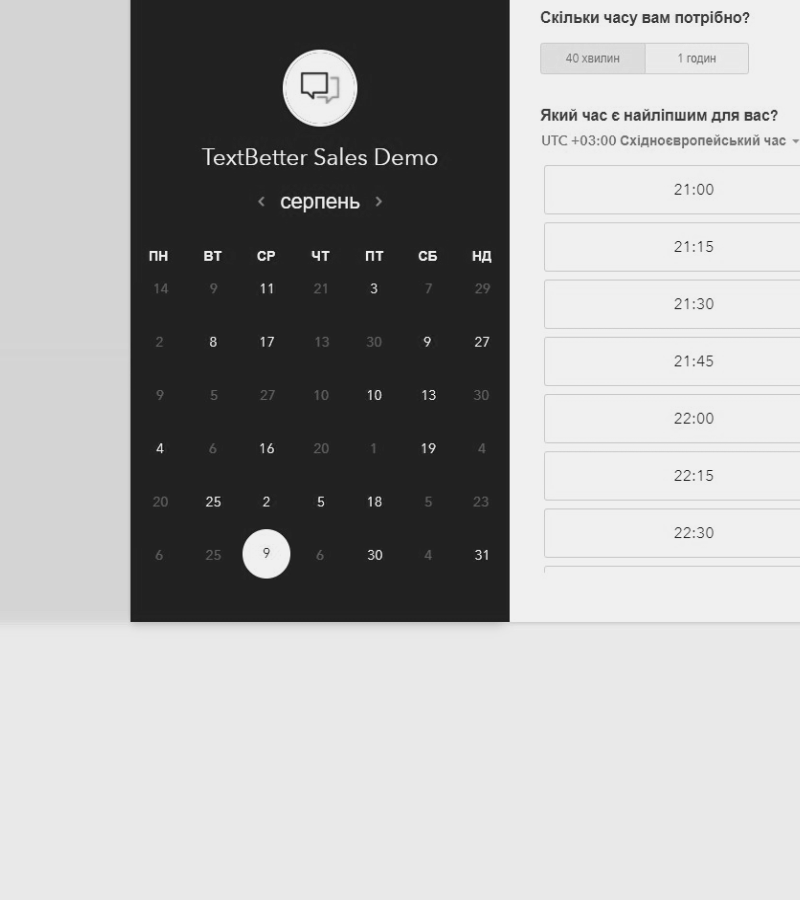 TextBetter Sales Demo
‹ серпень ›
ПН ВТ СР ЧТ ПТ СБ НД
14 9 11 21 3 7 29
2 8 17 13 30 9 27
9 5 27 10 10 13 30
4 6 16 20 1 19 4
20 25 2 5 18 5 23
6 25 9 6 30 4 31
Скільки часу вам потрібно?
40 хвилин 1 годин
Який час є найліпшим для вас?
UTC +03:00 Східноєвропейський час
21:00
21:15
21:30
21:45
22:00
22:15
22:30